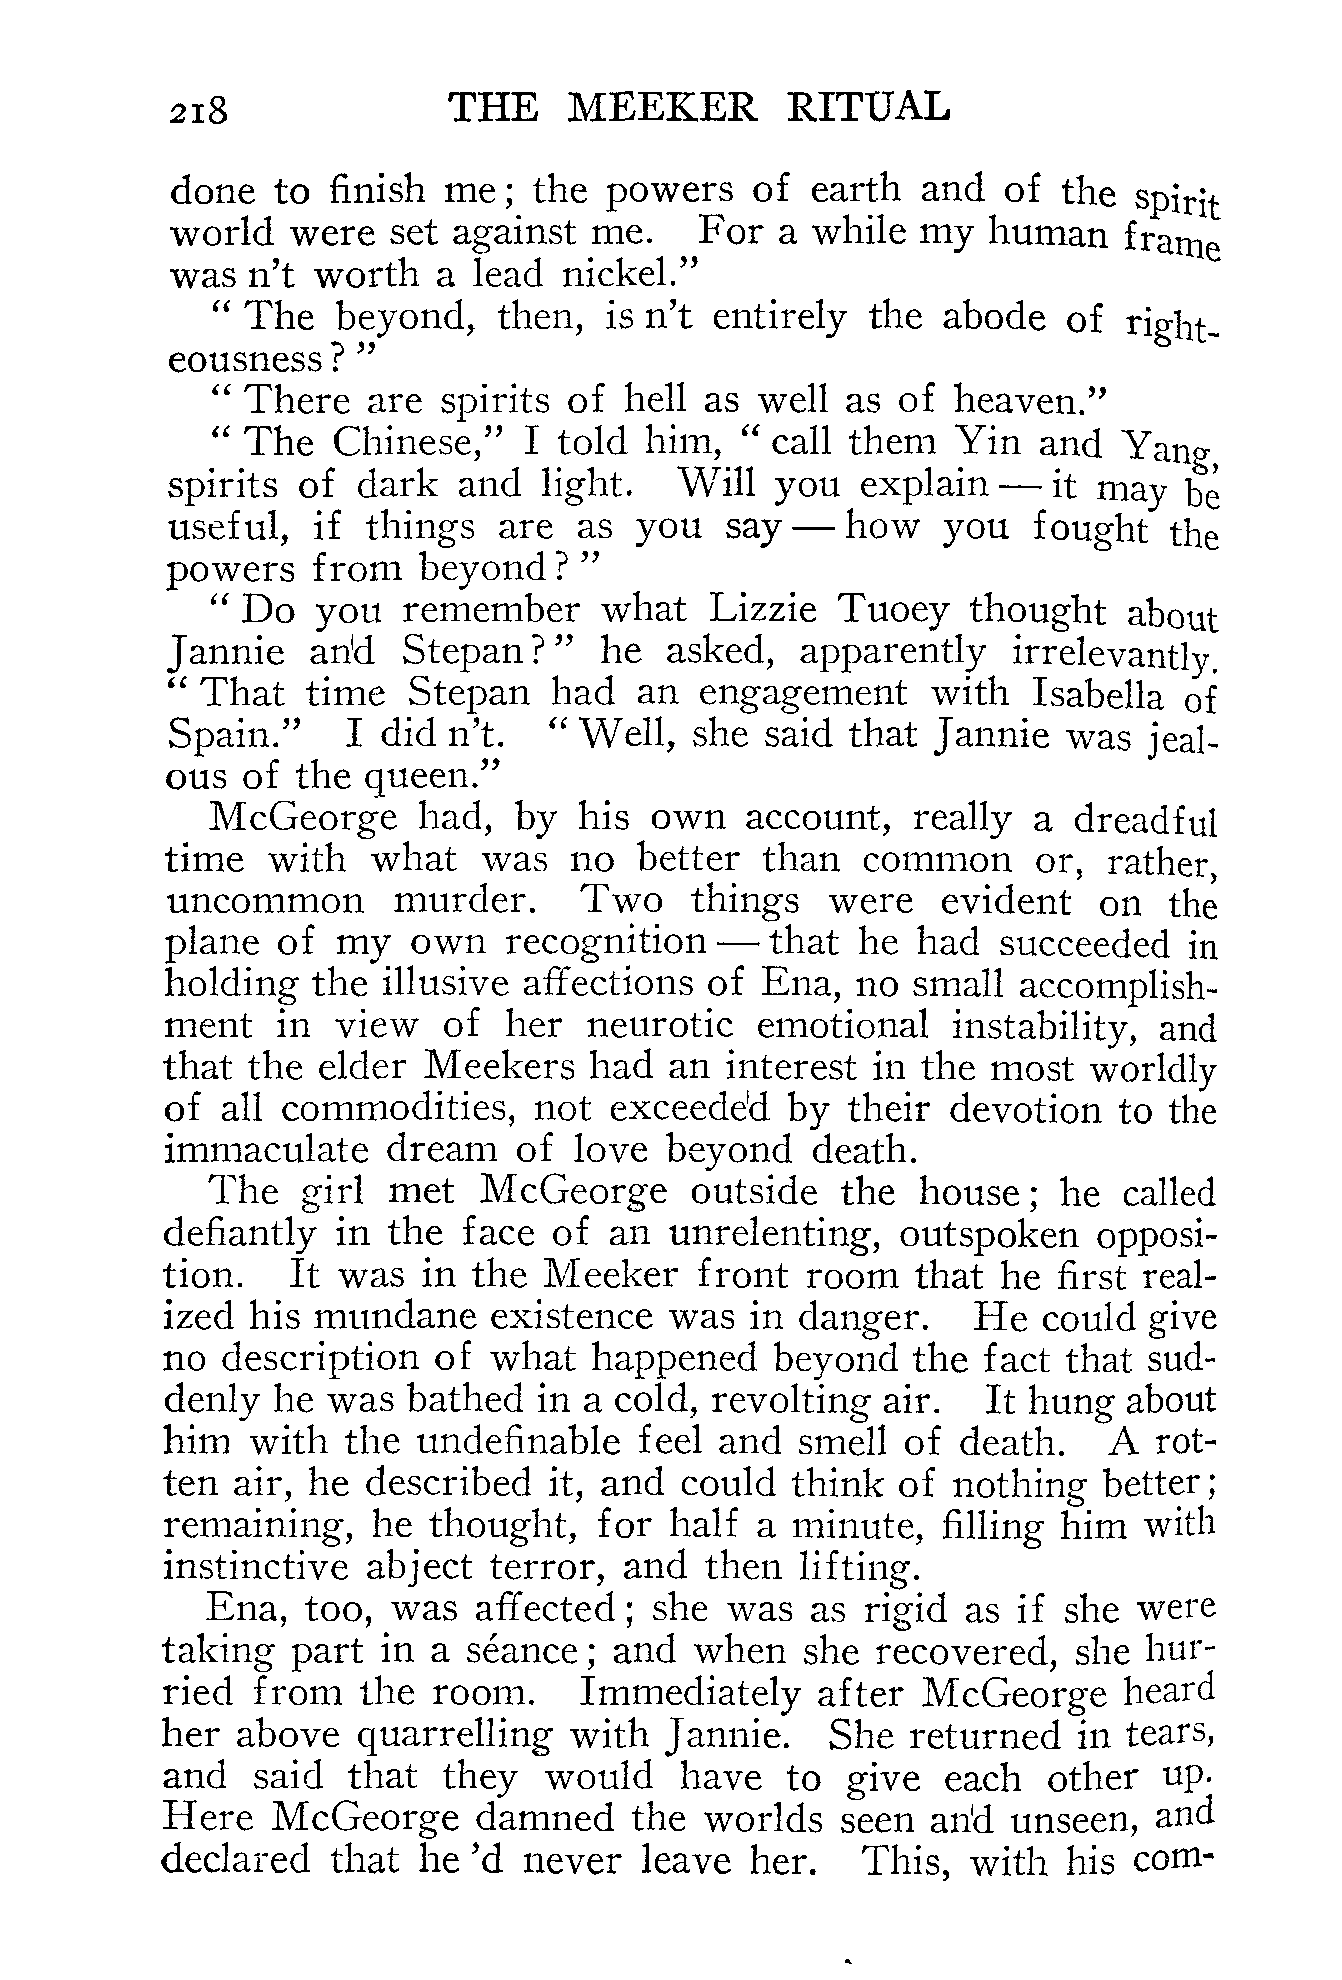 218 THE MEEKER RITUAL
done to finish me; the powers of earth and of the spirit
world were set against me. For a while my human frame
was n't worth a lead nickel."
" The beyond, then, is n't entirely the abode of right-
eousness? "
" There are spirits of hell as well as of heaven."
" The Chinese," I told him, " call them Yin and Yang,
spirits of dark and light. Will you explain — it may be
useful, if things are as you say — how you fought the
powers from beyond? "
" Do you remember what Lizzie Tuoey thought about
Jannie and Stepan? " he asked, apparently irrelevantly.
" That time Stepan had an engagement with Isabella of
Spain." I did n't. " Well, she said that Jannie was jeal-
ous of the queen."
McGeorge had, by his own account, really a dreadful
time with what was no better than common or, rather,
uncommon murder. Two things were evident on the
plane of my own recognition — that he had succeeded in
holding the illusive affections of Ena, no small accomplish-
ment in view of her neurotic emotional instability, and
that the elder Meekers had an interest in the most worldly
of all commodities, not exceeded by their devotion to the
immaculate dream of love beyond death.
The girl met McGeorge outside the house; he called
defiantly in the face of an unrelenting, outspoken opposi-
tion. It was in the Meeker front room that he first real-
ized his mundane existence was in danger. He could give
no description of what happened beyond the fact that sud-
denly he was bathed in a cold, revolting air. It hung about
him with the undefinable feel and smell of death. A rot-
ten air, he described it, and could think of nothing better;
remaining, he thought, for half a minute, filling him with
instinctive abject terror, and then lifting.
Ena, too, was affected; she was as rigid as if she were
taking part in a séance; and when she recovered, she hur-
ried from the room. Immediately after McGeorge heard
her above quarrelling with Jannie. She returned in tears,
and said that they would have to give each other up.
Here McGeorge damned the worlds seen and unseen, and
declared that he 'd never leave her. This, with his com-